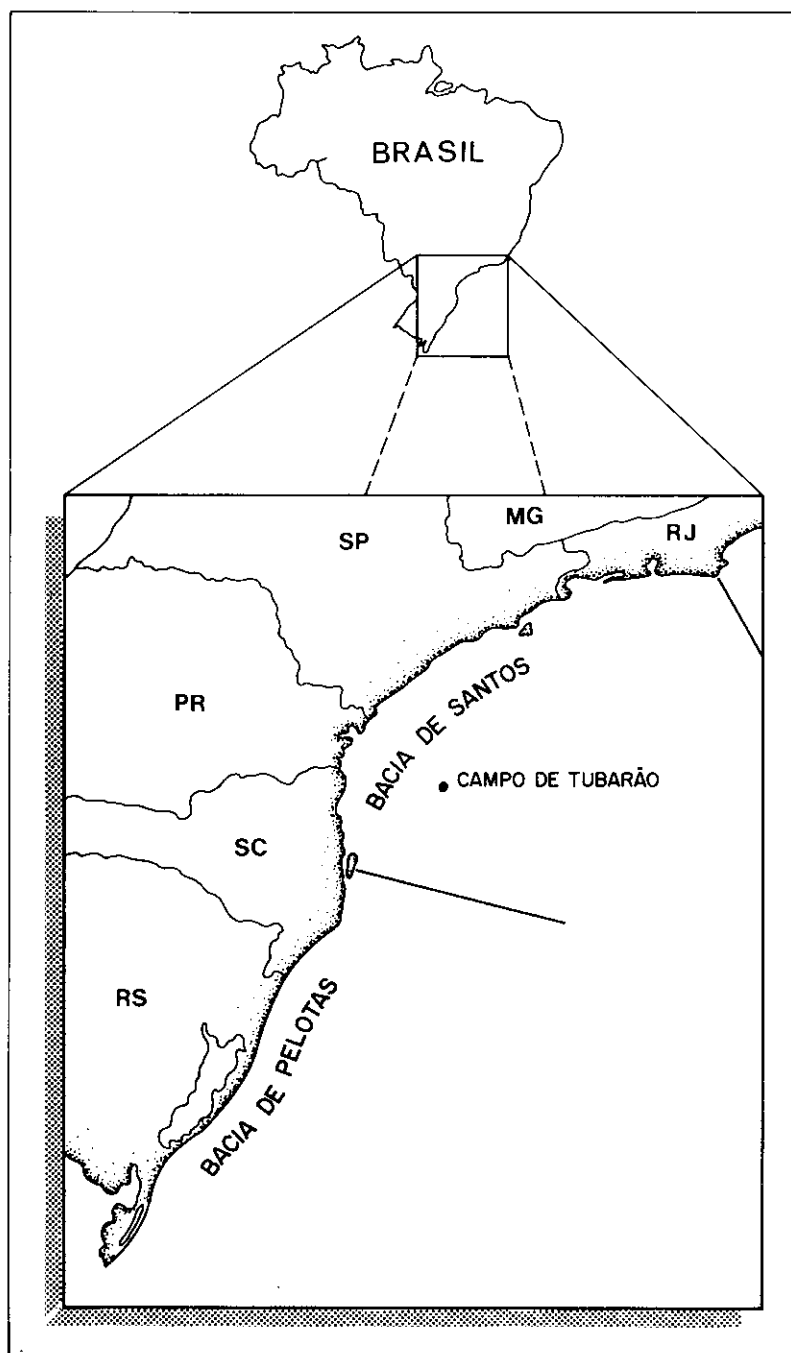 BRASIL
MG
SP
RJ
PR
BACIA DE SANTOS
CAMPO DE TUBARÃO
SC
RS
BACIA DE PELOTAS